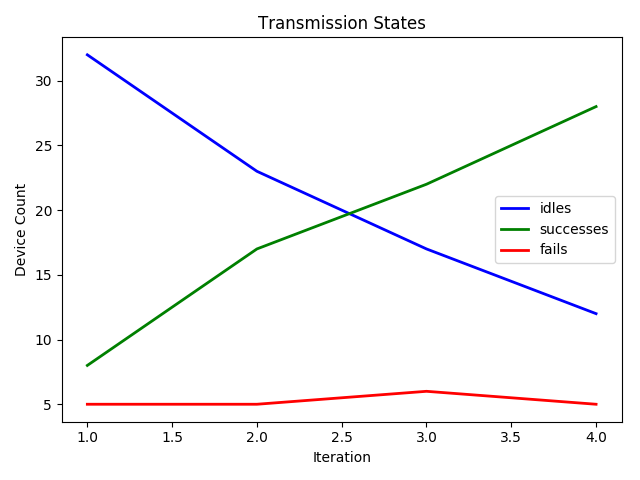 Transmission States
Device Count
30
25
20
15
10
5
idles
successes
fails
1.0 1.5 2.0 2.5 3.0 3.5 4.0
Iteration